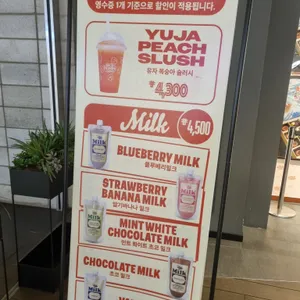 영수증 1개 기준으로 할인이 적용됩니다.
YUJA
PEACH
SLUSH
유자 복숭아 슬러시
4,300
Milk
4,500
BLUEBERRY MILK
블루베리밀크
STRAWBERRY
BANANA MILK
딸기바나나 밀크
MINT WHITE
CHOCOLATE MILK
민트 화이트 초코 밀크
CHOCOLATE MILK
초코 밀크